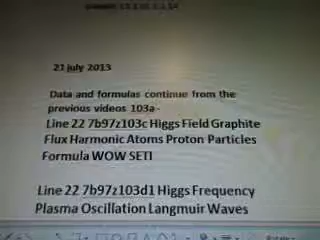 21 July 2013
Data and formulas continue from the
previous videos 103a -
Line 22 7b97z103c Higgs Field Graphite
Flux Harmonic Atoms Proton Particles
Formula WOW SETI
Line 22 7b97z103d1 Higgs Frequency
Plasma Oscillation Langmuir Waves